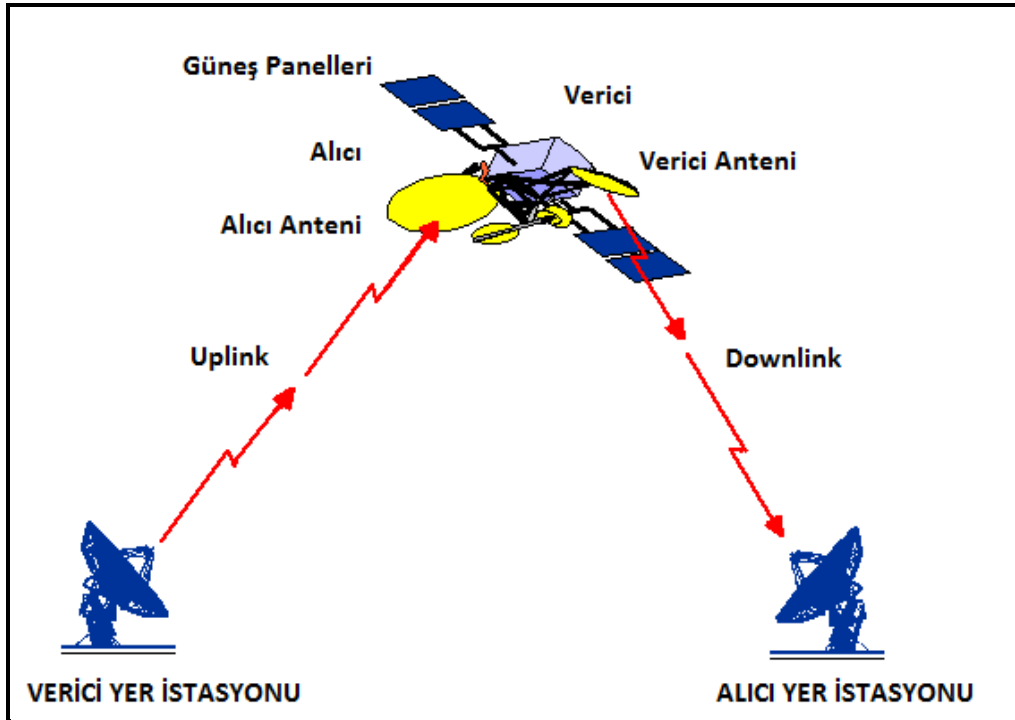 Güneş Panelleri
Verici
Alıcı
Verici Anteni
Alıcı Anteni
Uplink
Downlink
VERİCİ YER İSTASYONU
ALICI YER İSTASYONU